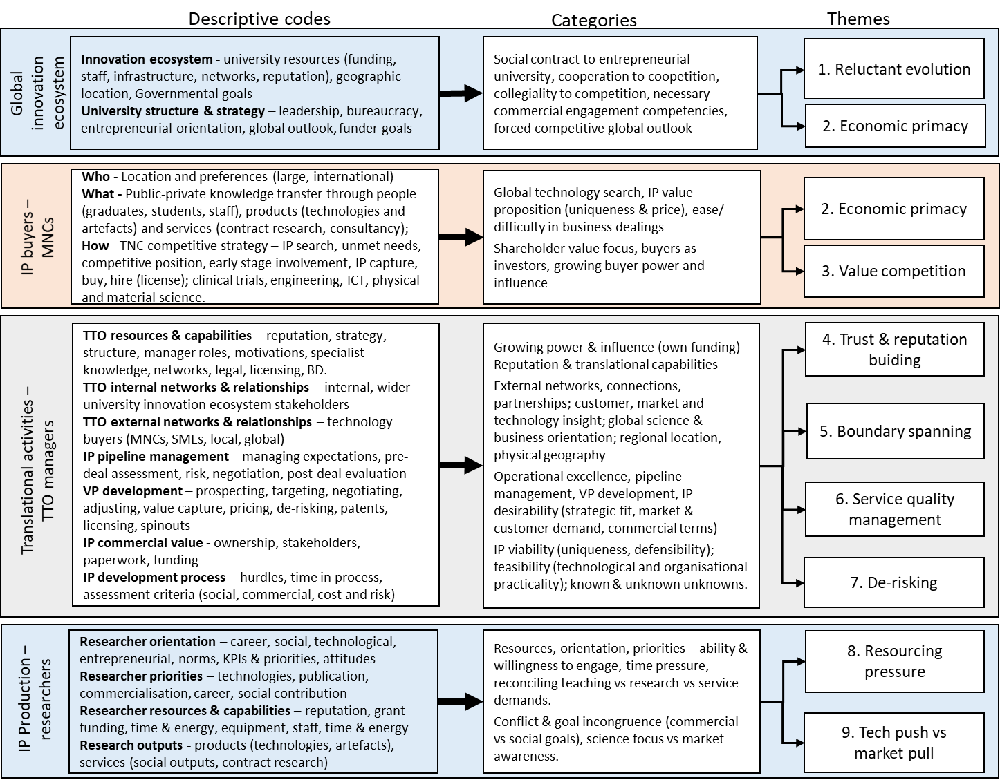 Descriptive codes
Categories
Themes
Global
innovation
ecosystem
Innovation ecosystem - university resources (funding,
staff, infrastructure, networks, reputation), geographic
location, Governmental goals
University structure & strategy – leadership, bureaucracy,
entrepreneurial orientation, global outlook, funder goals
Social contract to entrepreneurial
university, cooperation to coopetition,
collegiality to competition, necessary
commercial engagement competencies,
forced competitive global outlook
1. Reluctant evolution
2. Economic primacy
IP buyers –
MNCs
Who - Location and preferences (large, international)
What - Public-private knowledge transfer through people
(graduates, students, staff), products (technologies and
artefacts) and services (contract research, consultancy);
How - TNC competitive strategy – IP search, unmet needs,
competitive position, early stage involvement, IP capture,
buy, hire (license); clinical trials, engineering, ICT, physical
and material science.
Global technology search, IP value
proposition (uniqueness & price), ease/
difficulty in business dealings
Shareholder value focus, buyers as
investors, growing buyer power and
influence
2. Economic primacy
3. Value competition
Translational activities –
TTO managers
TTO resources & capabilities – reputation, strategy,
structure, manager roles, motivations, specialist
knowledge, networks, legal, licensing, BD.
TTO internal networks & relationships – internal, wider
university innovation ecosystem stakeholders
TTO external networks & relationships – technology
buyers (MNCs, SMEs, local, global)
IP pipeline management – managing expectations, pre-
deal assessment, risk, negotiation, post-deal evaluation
VP development – prospecting, targeting, negotiating,
adjusting, value capture, pricing, de-risking, patents,
licensing, spinouts
IP commercial value - ownership, stakeholders,
paperwork, funding
IP development process – hurdles, time in process,
assessment criteria (social, commercial, cost and risk)
Growing power & influence (own funding)
Reputation & translational capabilities
External networks, connections,
partnerships; customer, market and
technology insight; global science &
business orientation; regional location,
physical geography
Operational excellence, pipeline
management, VP development, IP
desirability (strategic fit, market &
customer demand, commercial terms)
IP viability (uniqueness, defensibility);
feasibility (technological and organisational
practicality); known & unknown unknowns.
4. Trust & reputation
buiding
5. Boundary spanning
6. Service quality
management
7. De-risking
IP Production –
researchers
Researcher orientation – career, social, technological,
entrepreneurial, norms, KPIs & priorities, attitudes
Researcher priorities – technologies, publication,
commercialisation, career, social contribution
Researcher resources & capabilities – reputation, grant
funding, time & energy, equipment, staff, time & energy
Research outputs - products (technologies, artefacts),
services (social outputs, contract research)
Resources, orientation, priorities – ability &
willingness to engage, time pressure,
reconciling teaching vs research vs service
demands.
Conflict & goal incongruence (commercial
vs social goals), science focus vs market
awareness.
8. Resourcing
pressure
9. Tech push vs
market pull